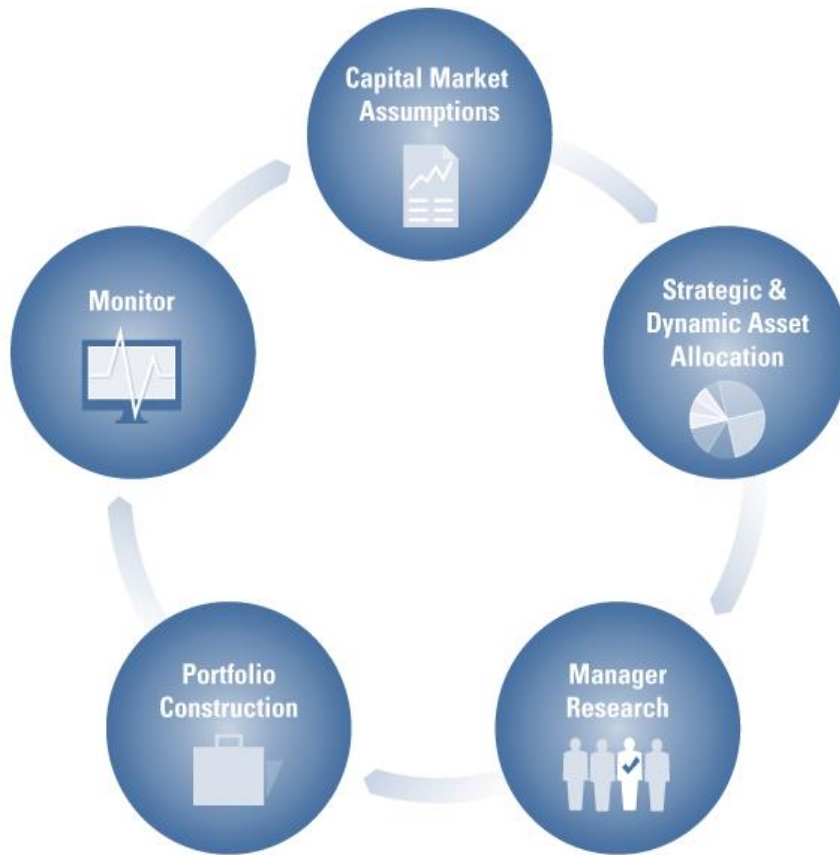 Capital Market
Assumptions
Strategic &
Dynamic Asset
Allocation
Manager
Research
Portfolio
Construction
Monitor